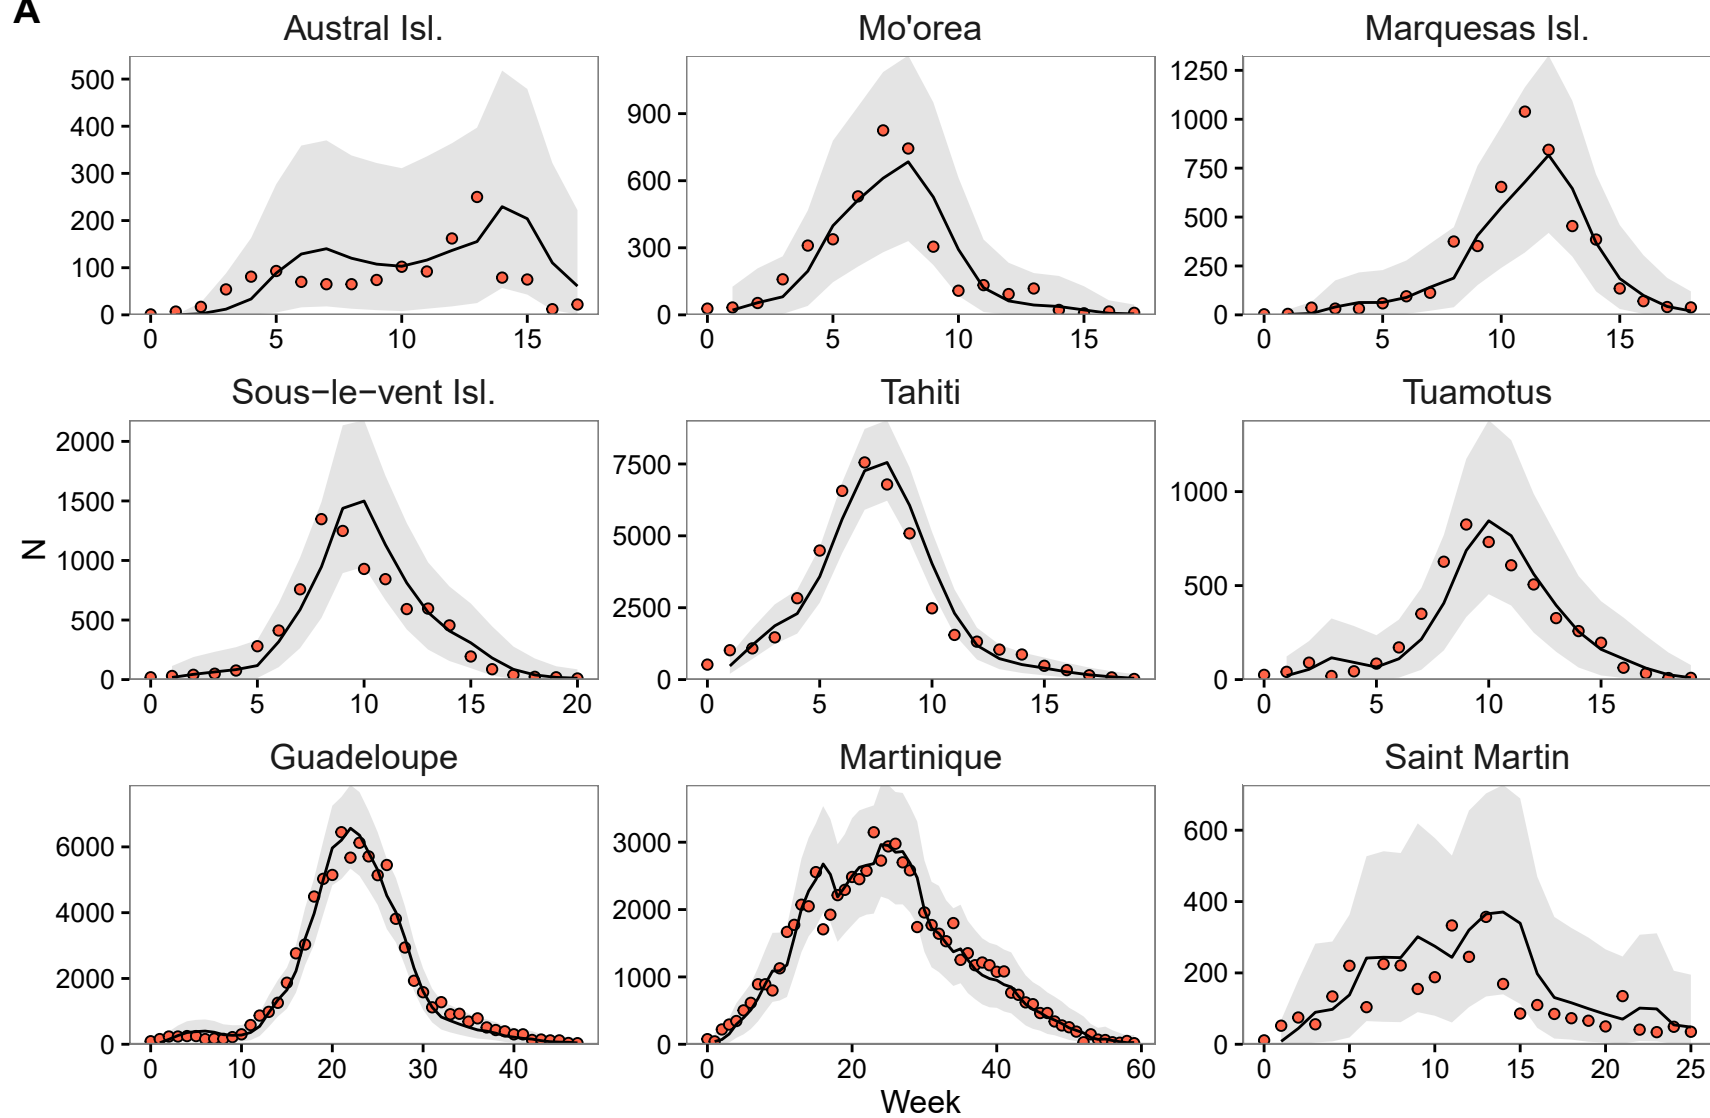 A
Austral Isl.
Mo'orea
Marquesas Isl.
500
400
300
200
100
0
0 5 10 15
900
600
300
0
0 5 10 15
1250
1000
750
500
250
0
0 5 10 15
Sous−le−vent Isl.
Tahiti
Tuamotus
N
2000
1500
1000
500
0
0 5 10 15 20
7500
5000
2500
0
0 5 10 15
1000
500
0
0 5 10 15
Guadeloupe
Martinique
Saint Martin
6000
4000
2000
0
0 10 20 30 40
3000
2000
1000
0
0 20 40 60
600
400
200
0
0 5 10 15 20 25
Week